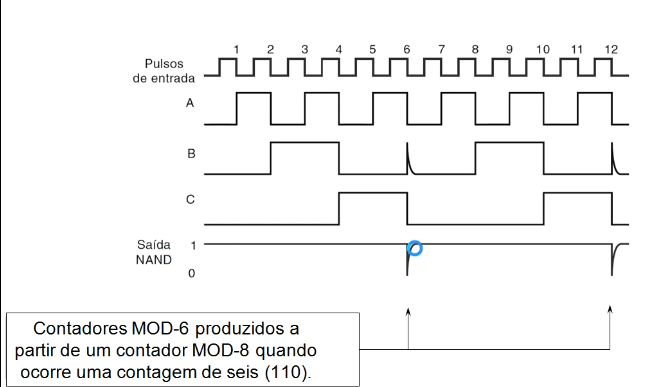 1 2 3 4 5 6 7 8 9 10 11 12
Pulsos
de entrada
A
B
C
Saída 1
NAND
0
Contadores MOD-6 produzidos a
partir de um contador MOD-8 quando
ocorre uma contagem de seis (110).